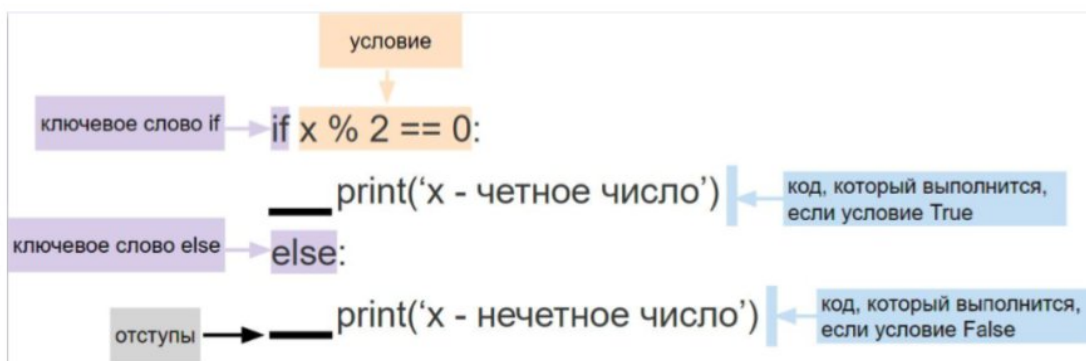 условие
ключевое слово if
if x % 2 == 0:
print(‘x - четное число’)
код, который выполнится,
если условие True
ключевое слово else
else:
print(‘x - нечетное число’)
код, который выполнится,
если условие False
отступы